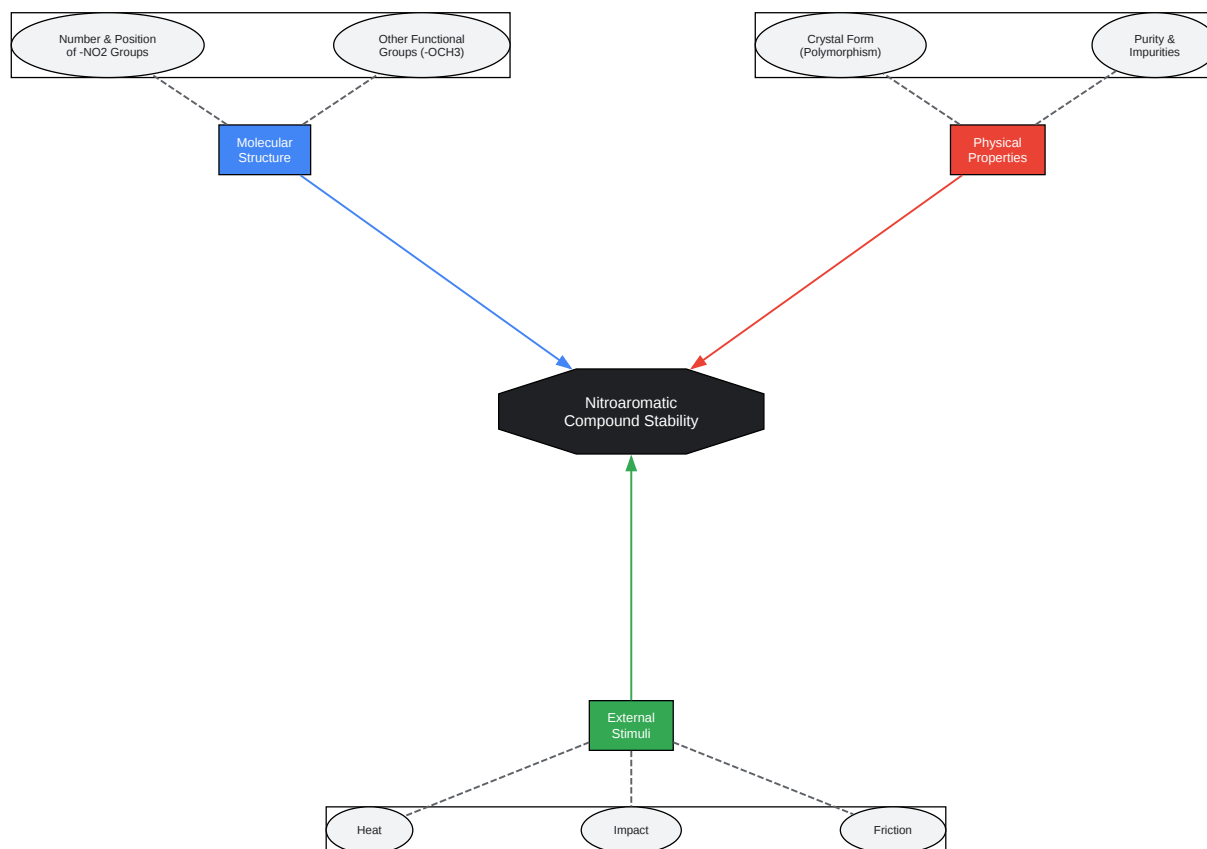 Number & Position
of -NO2 Groups
Other Functional
Groups (-OCH3)
Crystal Form
(Polymorphism)
Purity &
Impurities
Molecular
Structure
Physical
Properties
Nitroaromatic
Compound Stability
External
Stimuli
Heat
Impact
Friction